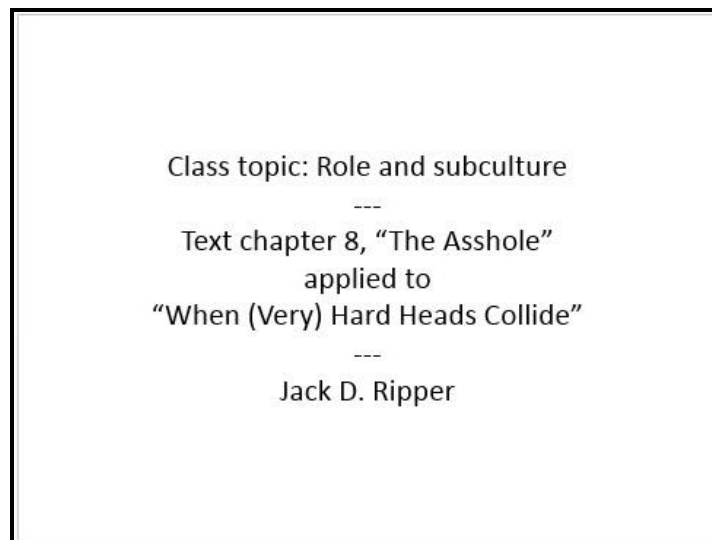 Class topic: Role and subculture
---
Text chapter 8, “The Asshole”
applied to
“When (Very) Hard Heads Collide”
---
Jack D. Ripper